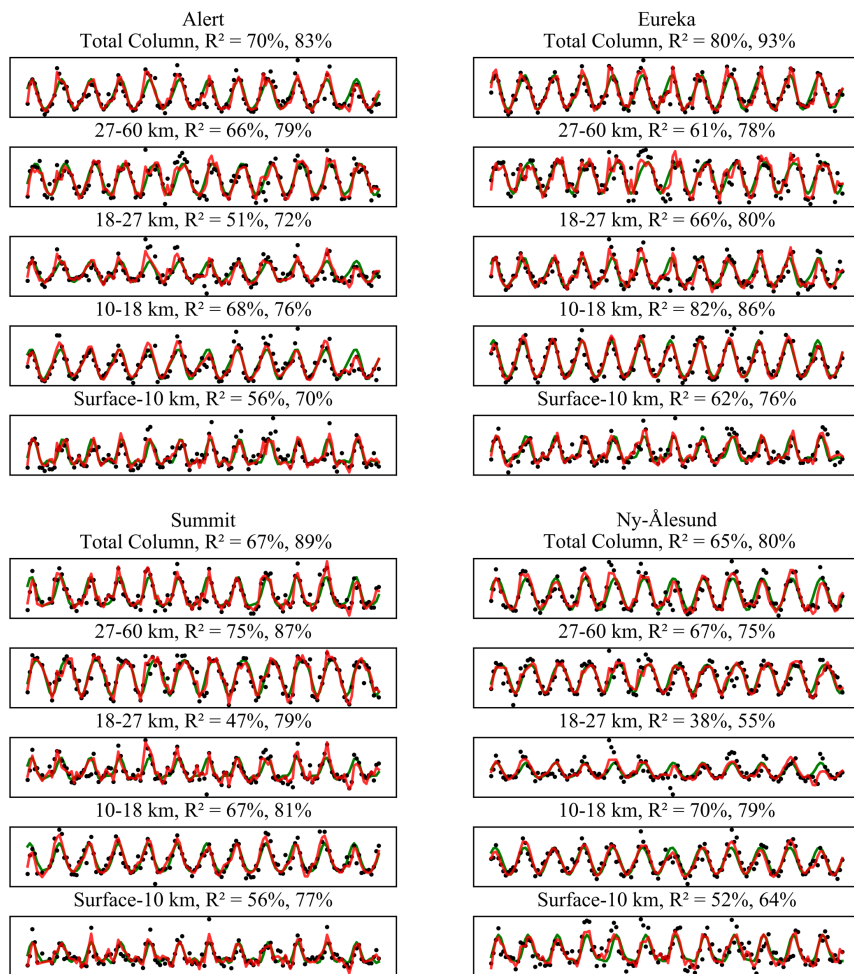 Alert
Total Column, R² = 70%, 83%
27-60 km, R² = 66%, 79%
18-27 km, R² = 51%, 72%
10-18 km, R² = 68%, 76%
Surface-10 km, R² = 56%, 70%
Eureka
Total Column, R² = 80%, 93%
27-60 km, R² = 61%, 78%
18-27 km, R² = 66%, 80%
10-18 km, R² = 82%, 86%
Surface-10 km, R² = 62%, 76%
Summit
Total Column, R² = 67%, 89%
27-60 km, R² = 75%, 87%
18-27 km, R² = 47%, 79%
10-18 km, R² = 67%, 81%
Surface-10 km, R² = 56%, 77%
Ny-Ålesund
Total Column, R² = 65%, 80%
27-60 km, R² = 67%, 75%
18-27 km, R² = 38%, 55%
10-18 km, R² = 70%, 79%
Surface-10 km, R² = 52%, 64%